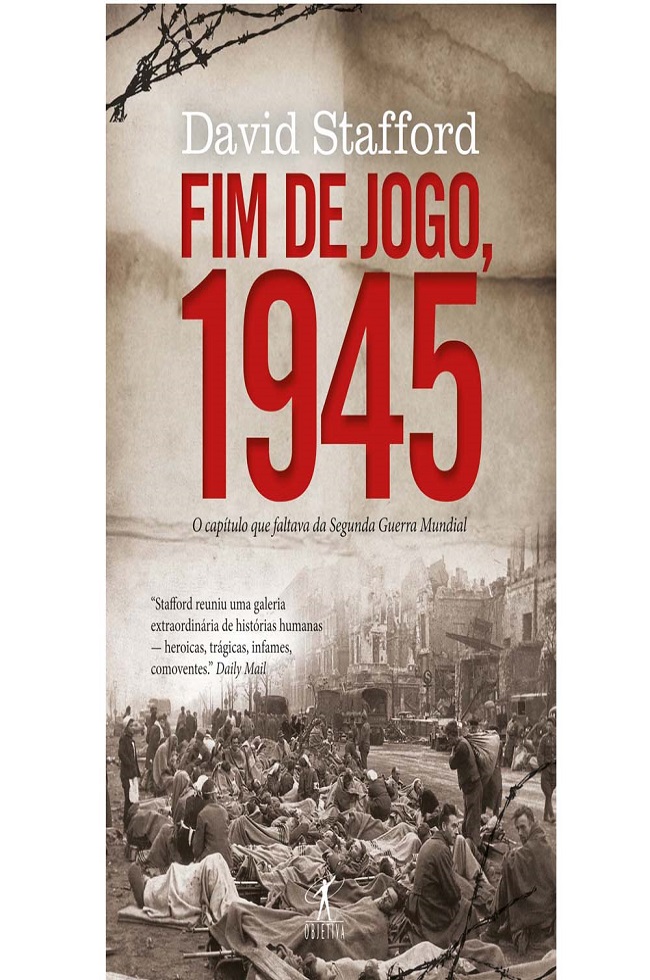 David Stafford
FIM DE JOGO,
1945
O capítulo que faltava da Segunda Guerra Mundial
“Stafford reuniu uma galeria
extraordinária de histórias humanas
— heroicas, trágicas, infames,
comoventes.” Daily Mail
OBJETIVA